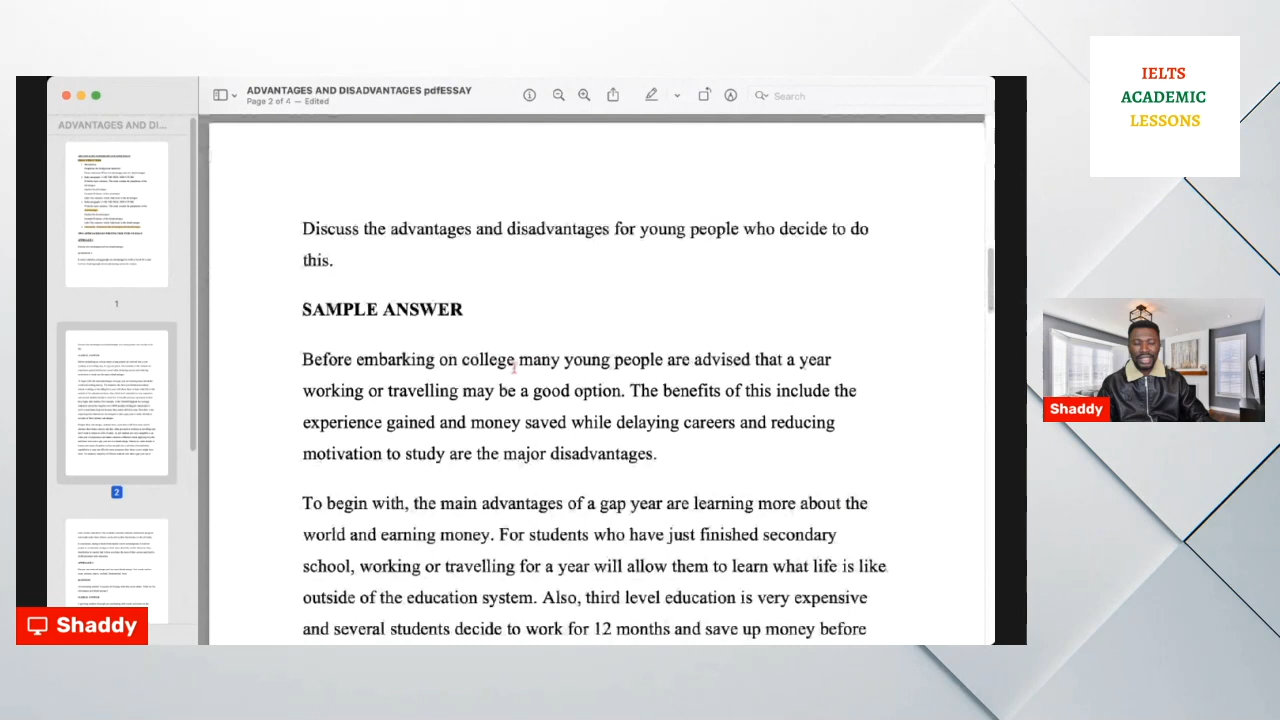 ADVANTAGES AND DISADVANTAGES pdfESSAY
Page 2 of 4 — Edited
Search
ADVANTAGES AND DI...
1
2
Discuss the advantages and disadvantages for young people who decide to do
this.
SAMPLE ANSWER
Before embarking on college many young people are advised that a year
working or travelling may be a good option. The benefits of this include the
experience gained and money saved while delaying careers and reducing
motivation to study are the major disadvantages.
To begin with, the main advantages of a gap year are learning more about the
world and earning money. For students who have just finished secondary
school, working or travelling for a year will allow them to learn what life is like
outside of the education system. Also, third level education is very expensive
and several students decide to work for 12 months and save up money before
IELTS
ACADEMIC
LESSONS
Shaddy
Shaddy